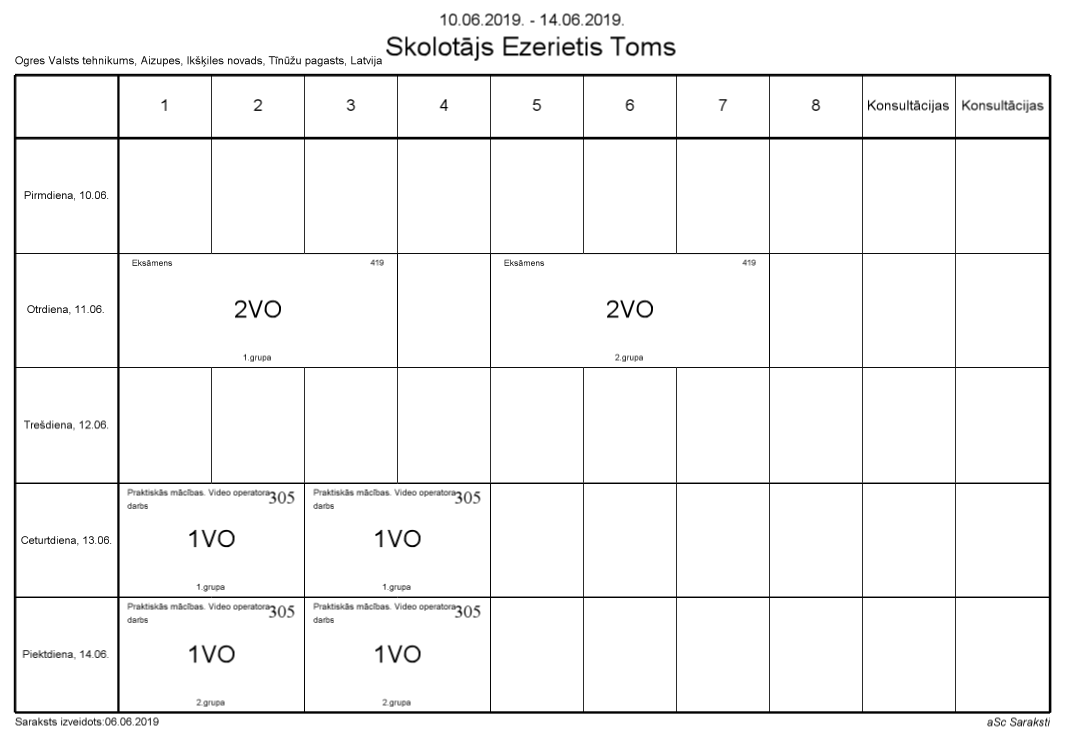 10.06.2019. - 14.06.2019.
Skolotājs Ezerietis Toms
Ogres Valsts tehnikums, Aizupes, Ikšķiles novads, Tīnūžu pagasts, Latvija
1 2 3 4 5 6 7 8 Konsultācijas Konsultācijas
Pirmdiena, 10.06.
Eksāmens 419 Eksāmens 419
Otrdiena, 11.06. 2VO 2VO
1.grupa 2.grupa
Trešdiena, 12.06.
Praktiskās mācības. Video operatora 305 Praktiskās mācības. Video operatora 305
darbs darbs
Ceturtdiena, 13.06. 1VO 1VO
1.grupa 1.grupa
Praktiskās mācības. Video operatora 305 Praktiskās mācības. Video operatora 305
darbs darbs
Piektdiena, 14.06. 1VO 1VO
2.grupa 2.grupa
Saraksts izveidots:06.06.2019 aSc Saraksti